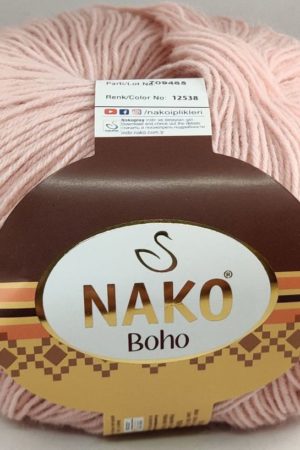 Parti/Lot No: 209465
Renk/Color No: 12538
/nakoiplikleri
NAKO®
Boho